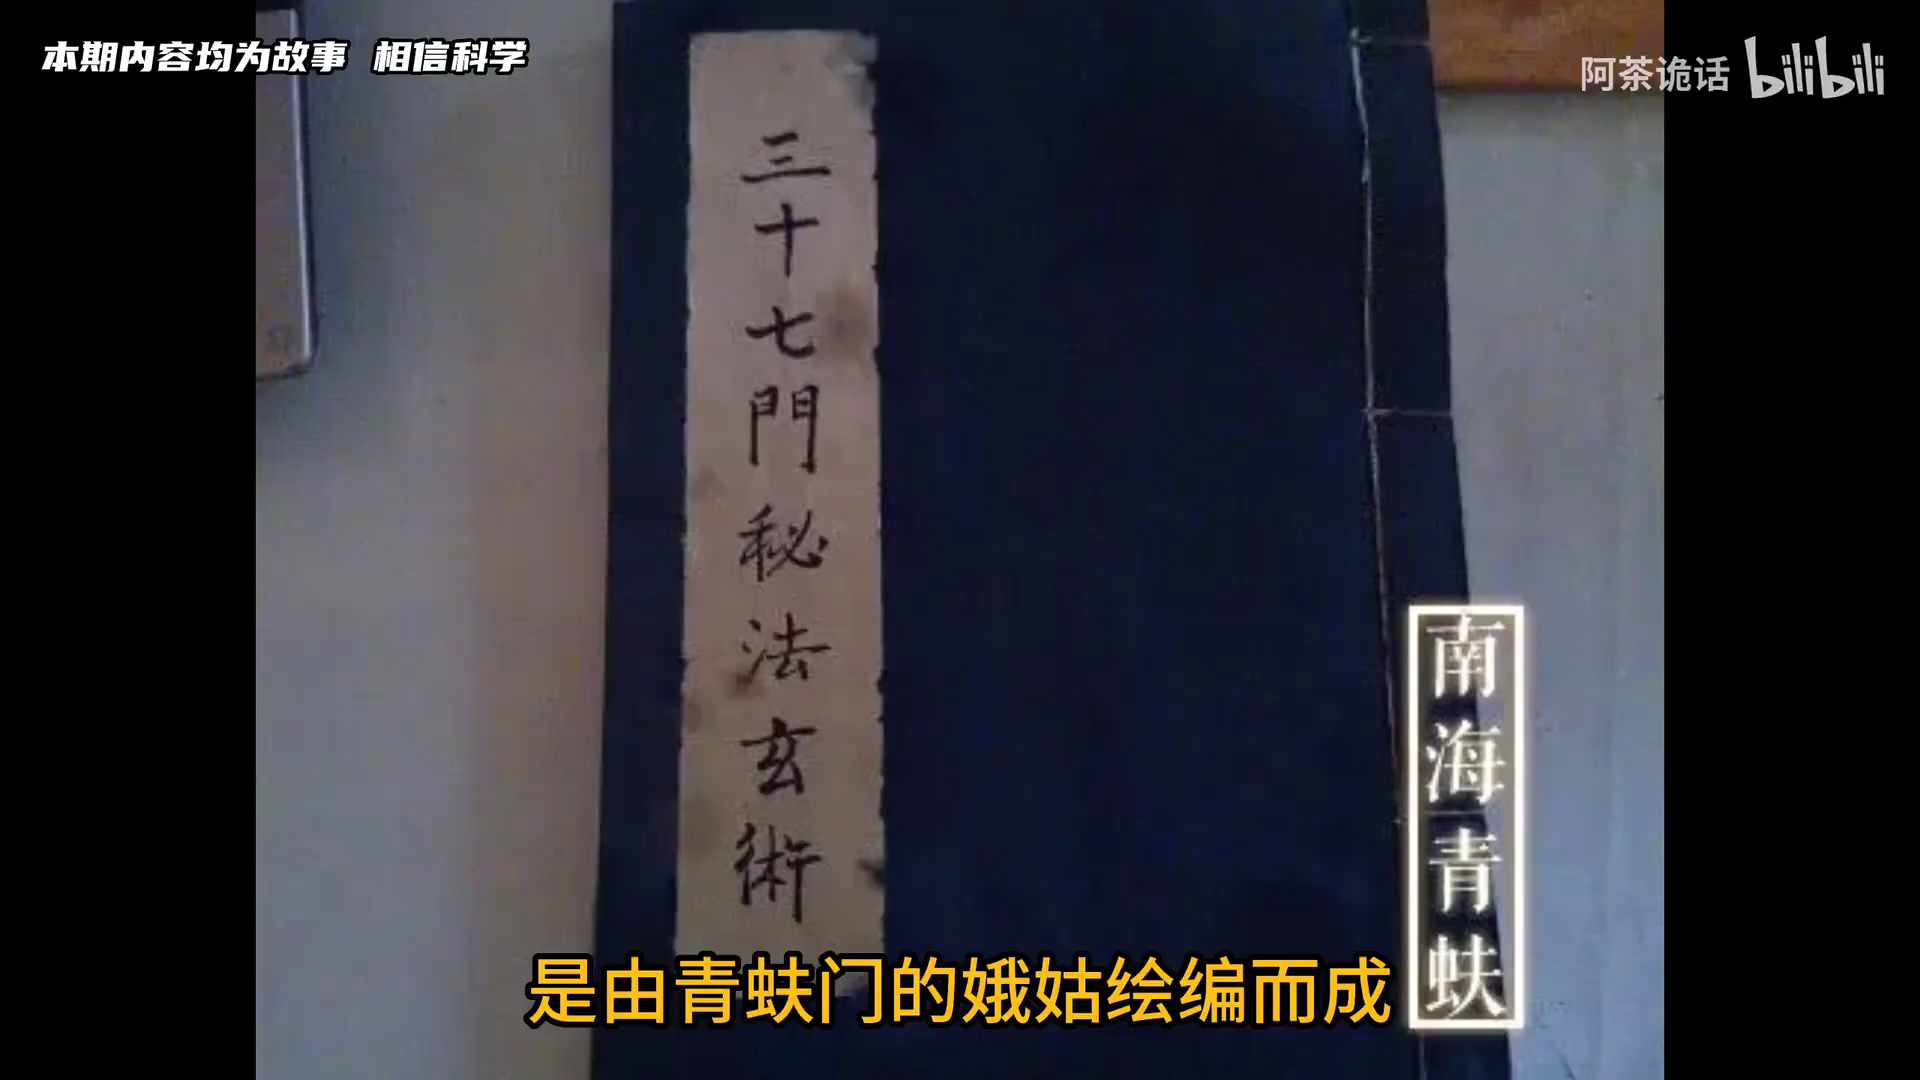 本期内容均为故事 相信科学
阿茶诡话 bilibili
三十七門秘法玄術
南海青蚨
是由青蚨门的娥姑绘编而成